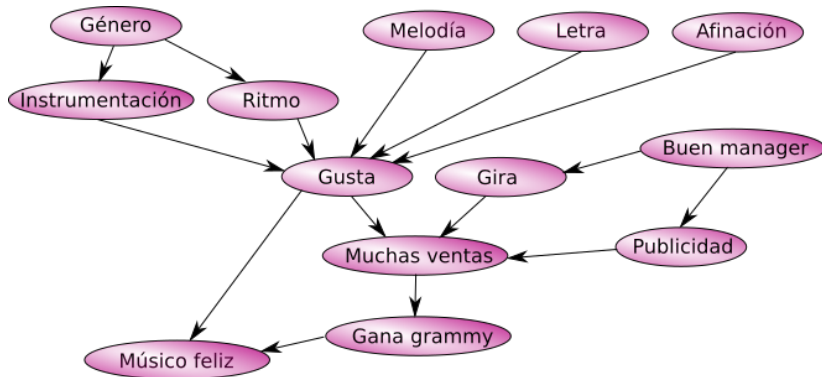 Género
Melodía
Letra
Afinación
Instrumentación
Ritmo
Buen manager
Gusta
Gira
Publicidad
Muchas ventas
Gana grammy
Músico feliz